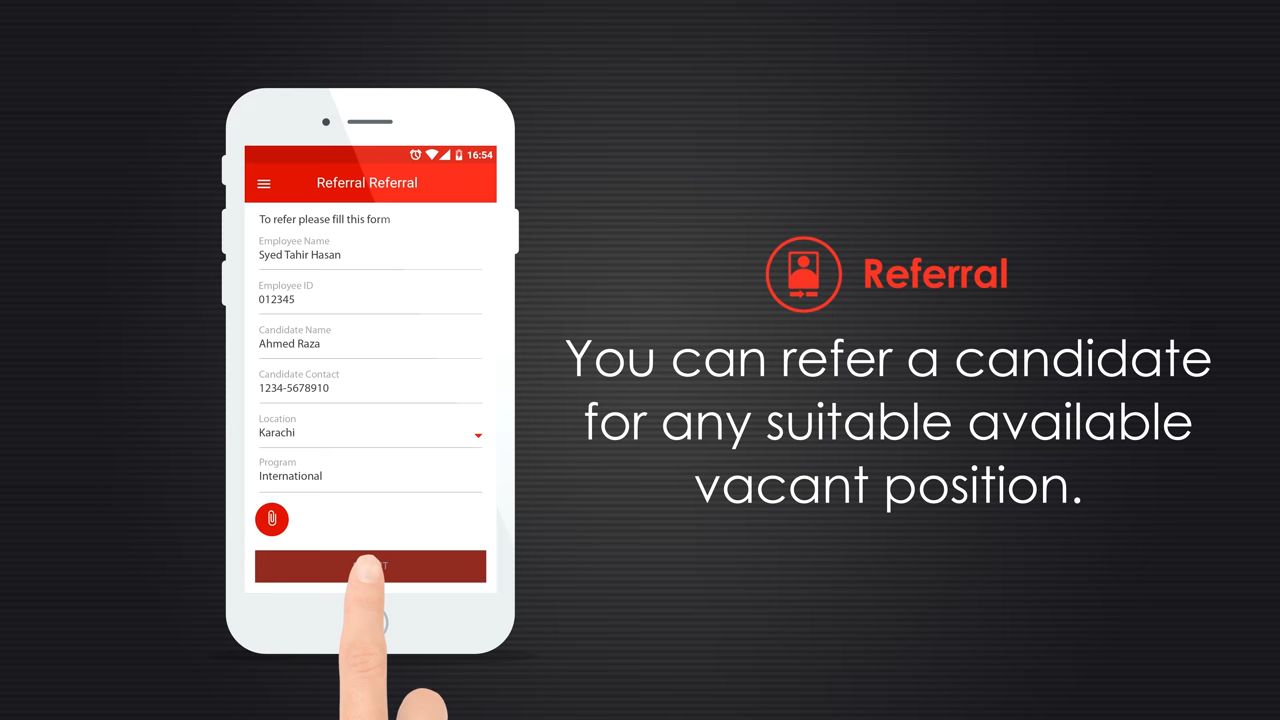 16:54
Referral Referral
To refer please fill this form
Employee Name
Syed Tahir Hasan
Employee ID
012345
Candidate Name
Ahmed Raza
Candidate Contact
1234-5678910
Location
Karachi
Program
International
Referral
You can refer a candidate
for any suitable available
vacant position.